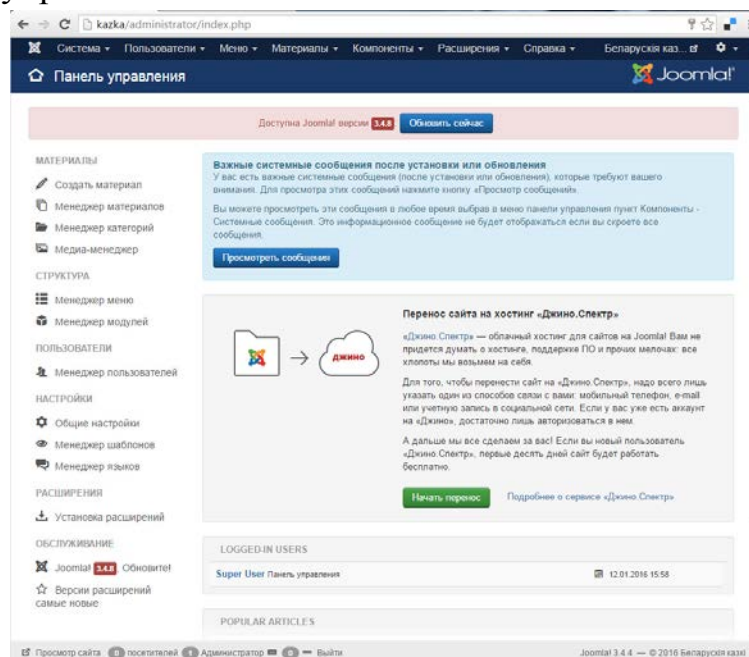 kazka/administrator/index.php
Система Пользователи Меню Материалы Компоненты Расширения Справка Беларускія каз...
Панель управления
Joomla!
Доступна Joomla! версии 3.4.8 Обновить сейчас
МАТЕРИАЛЫ
Создать материал
Менеджер материалов
Менеджер категорий
Медиа-менеджер
СТРУКТУРА
Менеджер меню
Менеджер модулей
ПОЛЬЗОВАТЕЛИ
Менеджер пользователей
НАСТРОЙКИ
Общие настройки
Менеджер шаблонов
Менеджер языков
РАСШИРЕНИЯ
Установка расширений
ОБСЛУЖИВАНИЕ
Joomla! 3.4.8 Обновите!
Версии расширений
самые новые
Важные системные сообщения после установки или обновления
У вас есть важные системные сообщения (после установки или обновления), которые требуют вашего
внимания. Для просмотра этих сообщений нажмите кнопку «Просмотр сообщений».
Вы можете просмотреть эти сообщения в любое время выбрав в меню панели управления пункт Компоненты -
Системные сообщения. Это информационное сообщение не будет отображаться если вы скроете все
сообщения.
Просмотреть сообщения
джино
Перенос сайта на хостинг «Джино.Спектр»
«Джино.Спектр» — облачный хостинг для сайтов на Joomla! Вам не
придется думать о хостинге, поддержке ПО и прочих мелочах: все
хлопоты мы возьмем на себя.
Для того, чтобы перенести сайт на «Джино.Спектр», надо всего лишь
указать один из способов связи с вами: мобильный телефон, e-mail
или учетную запись в социальной сети. Если у вас уже есть аккаунт
на «Джино», достаточно лишь авторизоваться в нем.
А дальше мы все сделаем за вас! Если вы новый пользователь
«Джино.Спектр», первые десять дней сайт будет работать
бесплатно.
Начать перенос Подробнее о сервисе «Джино.Спектр»
LOGGED-IN USERS
Super User Панель управления 12.01.2016 15:58
POPULAR ARTICLES
Просмотр сайта 0 посетителей 1 Администратор 0 Выйти Joomla! 3.4.4 — © 2016 Беларускія казкі